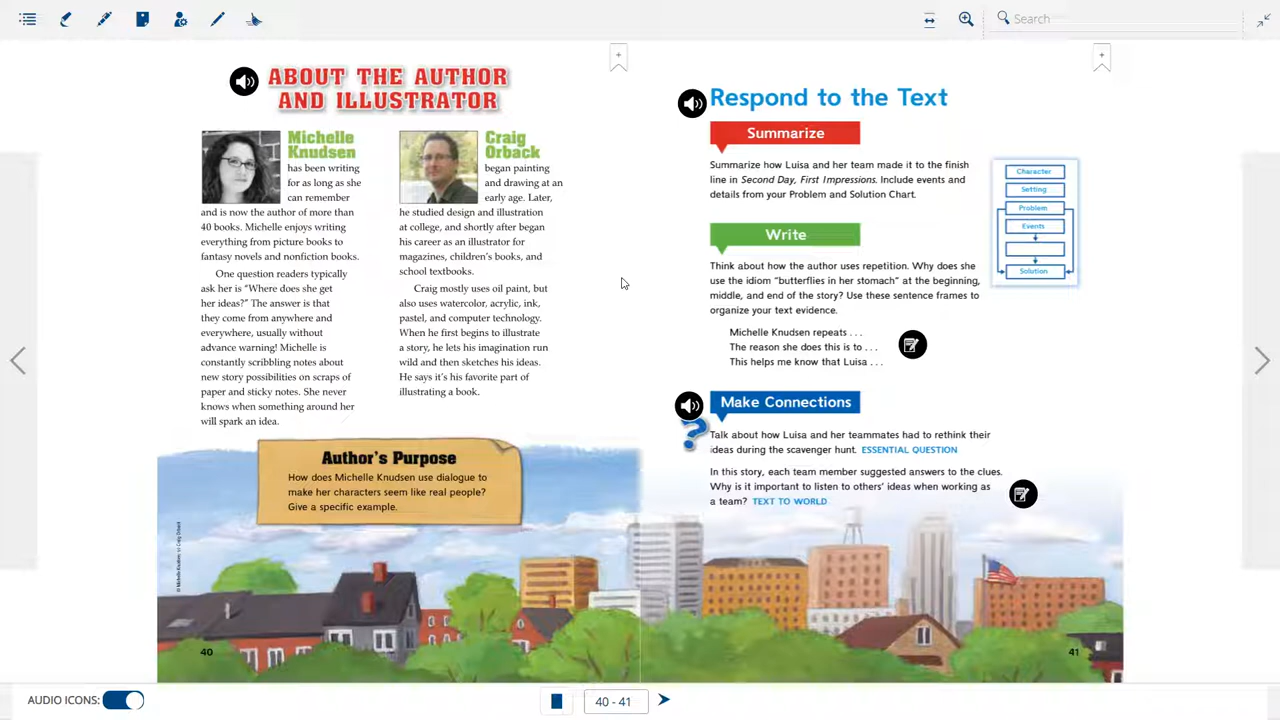 Search
ABOUT THE AUTHOR
AND ILLUSTRATOR
Michelle
Knudsen
has been writing
for as long as she
can remember
and is now the author of more than
40 books. Michelle enjoys writing
everything from picture books to
fantasy novels and nonfiction books.
One question readers typically
ask her is "Where does she get
her ideas?" The answer is that
they come from anywhere and
everywhere, usually without
advance warning! Michelle is
constantly scribbling notes about
new story possibilities on scraps of
paper and sticky notes. She never
knows when something around her
will spark an idea.
Craig
Orback
began painting
and drawing at an
early age. Later,
he studied design and illustration
at college, and shortly after began
his career as an illustrator for
magazines, children's books, and
school textbooks.
Craig mostly uses oil paint, but
also uses watercolor, acrylic, ink,
pastel, and computer technology.
When he first begins to illustrate
a story, he lets his imagination run
wild and then sketches his ideas.
He says it's his favorite part of
illustrating a book.
Author's Purpose
How does Michelle Knudsen use dialogue to
make her characters seem like real people?
Give a specific example.
40
Respond to the Text
Summarize
Summarize how Luisa and her team made it to the finish
line in Second Day, First Impressions. Include events and
details from your Problem and Solution Chart.
Character
Setting
Problem
Events
Solution
Write
Think about how the author uses repetition. Why does she
use the idiom "butterflies in her stomach" at the beginning,
middle, and end of the story? Use these sentence frames to
organize your text evidence.
Michelle Knudsen repeats . . .
The reason she does this is to . . .
This helps me know that Luisa . . .
Make Connections
Talk about how Luisa and her teammates had to rethink their
ideas during the scavenger hunt. ESSENTIAL QUESTION
In this story, each team member suggested answers to the clues.
Why is it important to listen to others' ideas when working as
a team? TEXT TO WORLD
41
AUDIO ICONS:
40 - 41